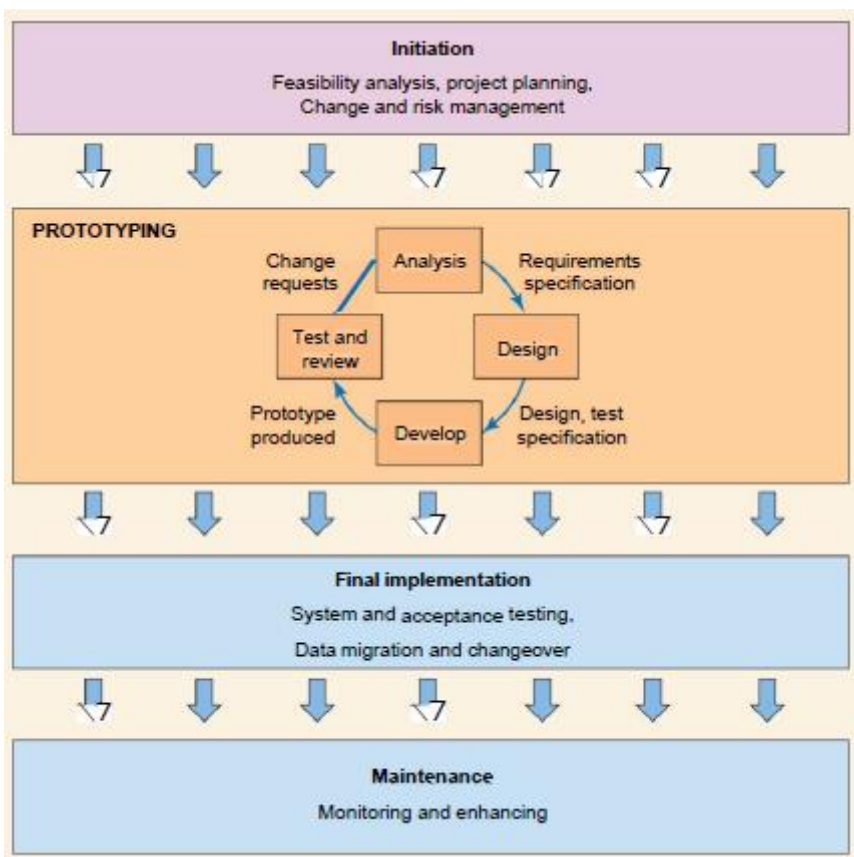 Initiation
Feasibility analysis, project planning,
Change and risk management
PROTOTYPING
Change
requests
Analysis
Requirements
specification
Test and
review
Design
Prototype
produced
Develop
Design, test
specification
Final implementation
System and acceptance testing,
Data migration and changeover
Maintenance
Monitoring and enhancing